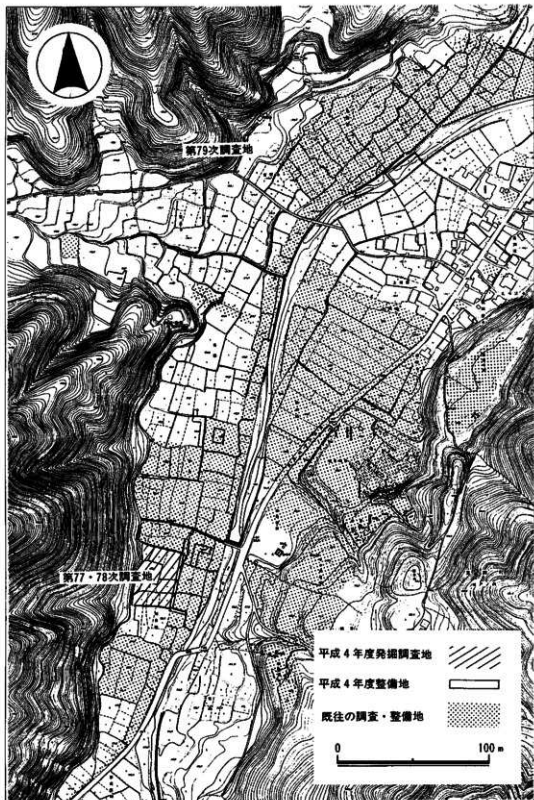 第79次調査地
第77・78次調査地
平成4年度発掘調査地
平成4年度整備地
既往の調査・整備地
0 100m